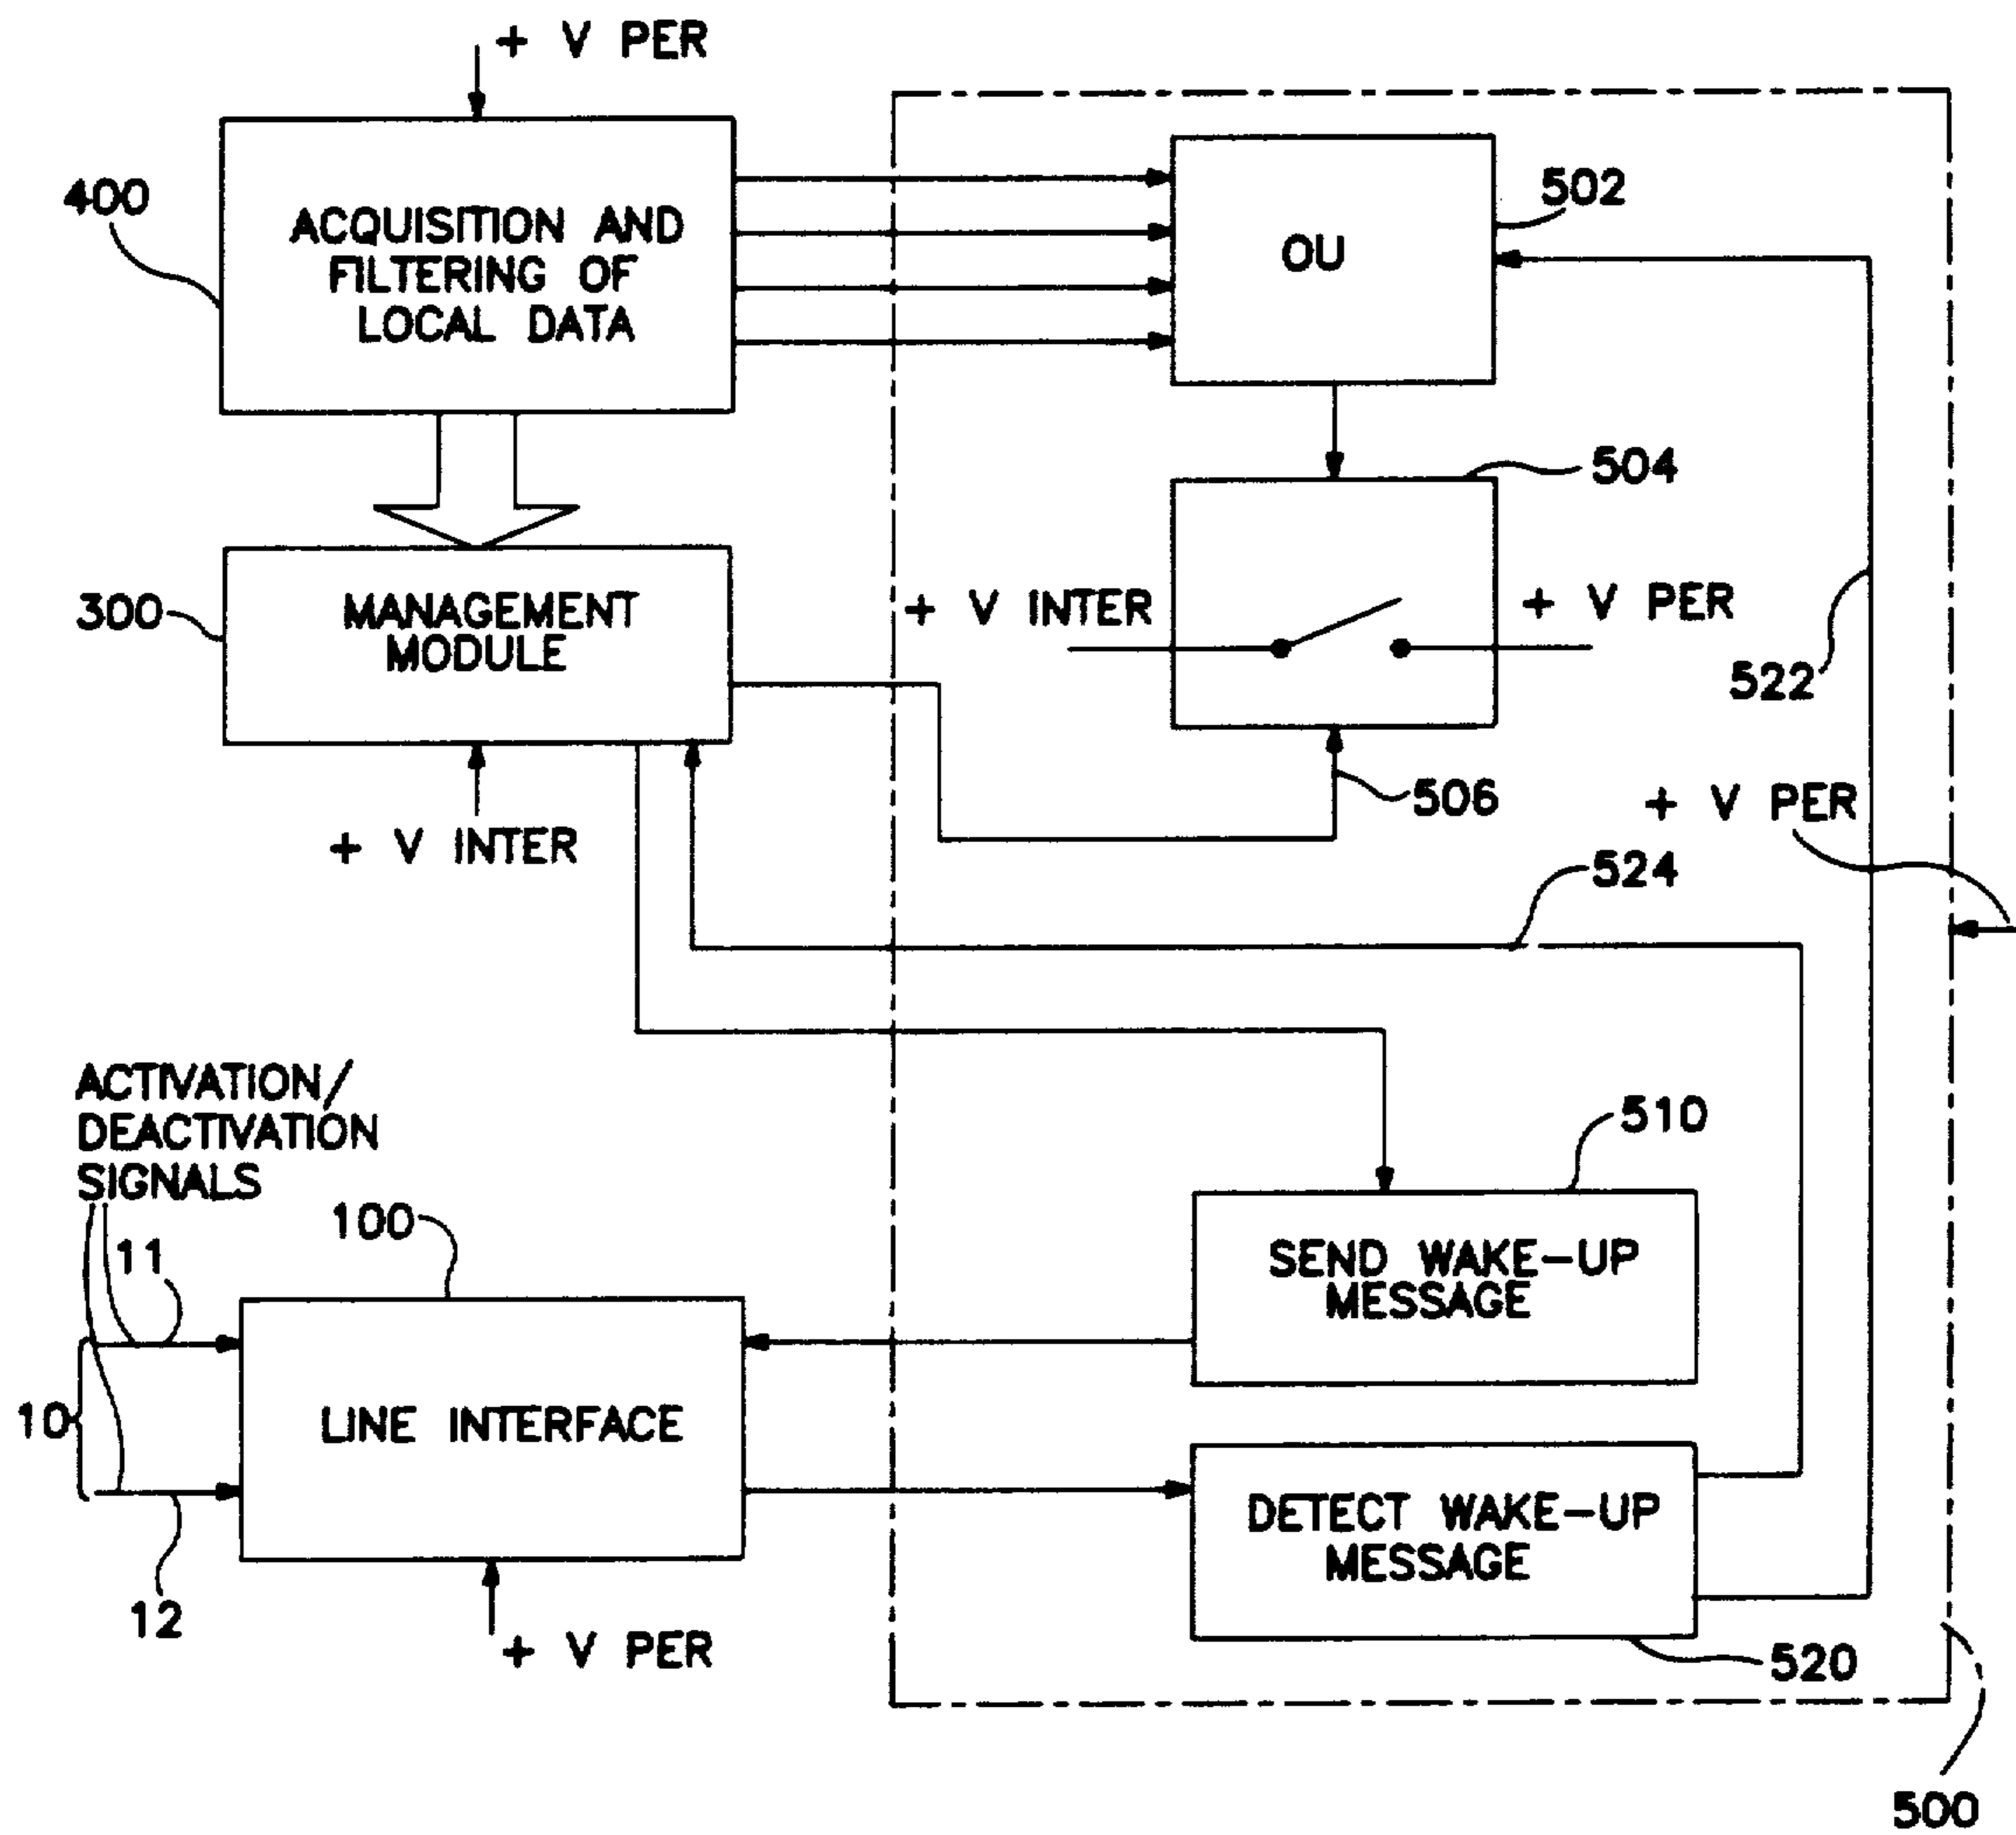 + V PER
400
ACQUISITION AND
FILTERING OF
LOCAL DATA
OU
502
504
300
MANAGEMENT
MODULE
+ V INTER
+ V PER
522
+ V INTER
506
+ V PER
524
ACTIVATION/
DEACTIVATION
SIGNALS
510
100
11
SEND WAKE-UP
MESSAGE
10
LINE INTERFACE
DETECT WAKE-UP
MESSAGE
12
+ V PER
520
500